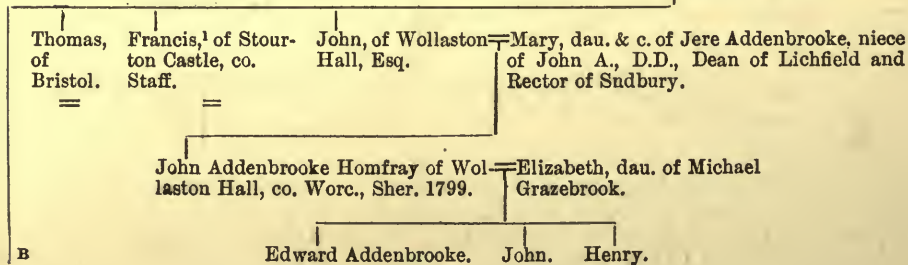 Thomas,
of
Bristol.
Francis,¹ of Stour-
ton Castle, co.
Staff.
John, of Wollaston
Hall, Esq.
Mary, dau. & c. of Jere Addenbrooke, niece
of John A., D.D., Dean of Lichfield and
Rector of Sndbury.
John Addenbrooke Homfray of Wol-
laston Hall, co. Worc., Sher. 1799.
Elizabeth, dau. of Michael
Grazebrook.
B
Edward Addenbrooke.
John.
Henry.